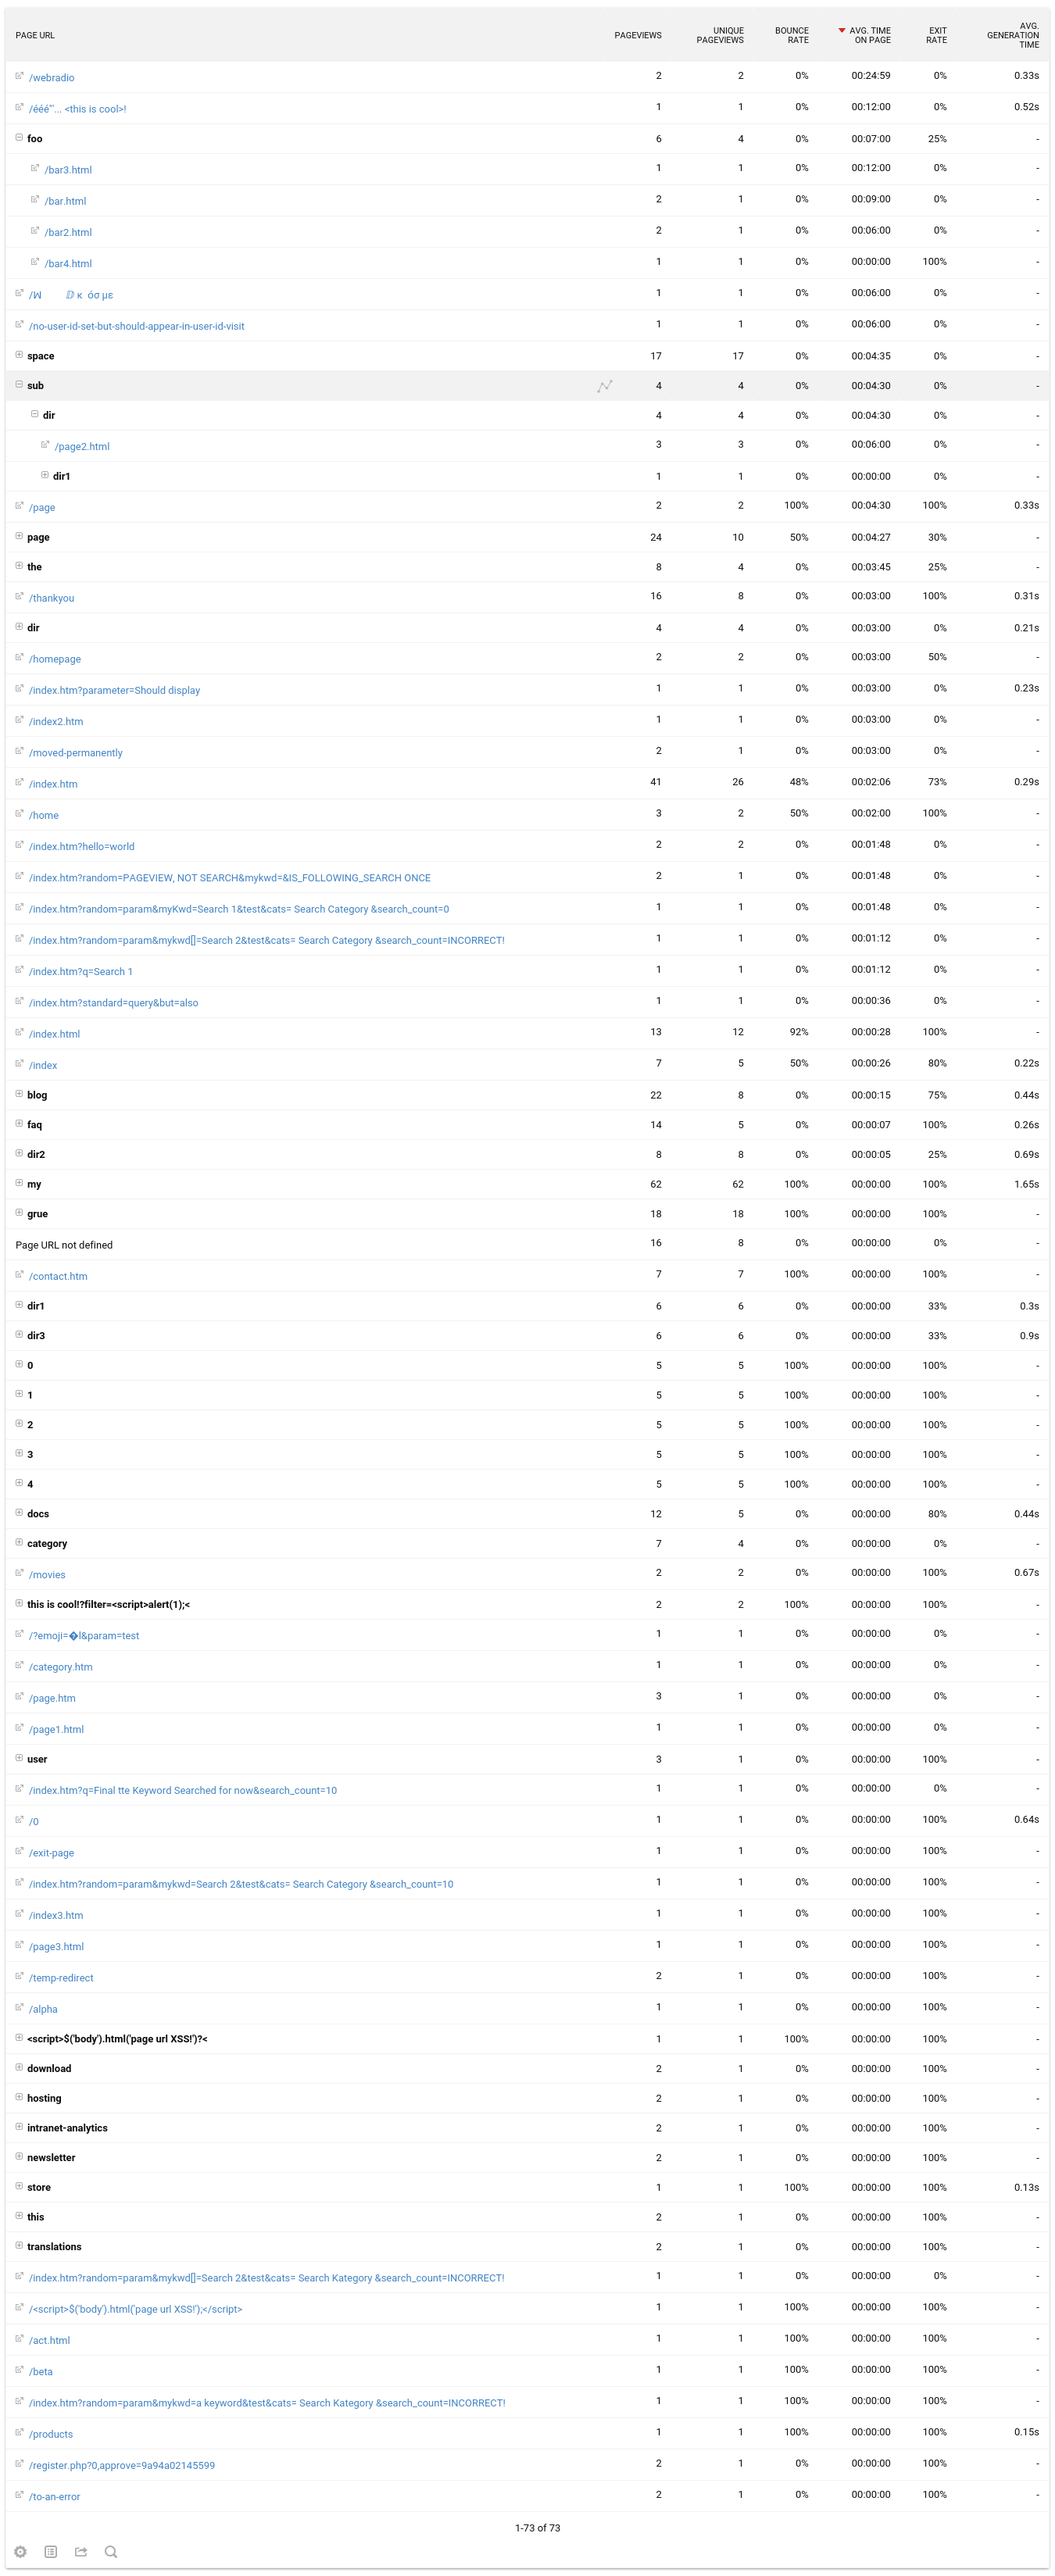 PAGE URL PAGEVIEWS UNIQUE PAGEVIEWS BOUNCE RATE AVG. TIME ON PAGE EXIT RATE AVG. GENERATION TIME
/webradio 2 2 0% 00:24:59 0% 0.33s
/ééé"'... <this is cool>! 1 1 0% 00:12:00 0% 0.52s
foo 6 4 0% 00:07:00 25% -
/bar3.html 1 1 0% 00:12:00 0% -
/bar.html 2 1 0% 00:09:00 0% -
/bar2.html 2 1 0% 00:06:00 0% -
/bar4.html 1 1 0% 00:00:00 100% -
κ όσ με 1 1 0% 00:06:00 0% -
/no-user-id-set-but-should-appear-in-user-id-visit 1 1 0% 00:06:00 0% -
space 17 17 0% 00:04:35 0% -
sub 4 4 0% 00:04:30 0% -
dir 4 4 0% 00:04:30 0% -
/page2.html 3 3 0% 00:06:00 0% -
dir1 1 1 0% 00:00:00 0% -
/page 2 2 100% 00:04:30 100% 0.33s
page 24 10 50% 00:04:27 30% -
the 8 4 0% 00:03:45 25% -
/thankyou 16 8 0% 00:03:00 100% 0.31s
dir 4 4 0% 00:03:00 0% 0.21s
/homepage 2 2 0% 00:03:00 50% -
/index.htm?parameter=Should display 1 1 0% 00:03:00 0% 0.23s
/index2.htm 1 1 0% 00:03:00 0% -
/moved-permanently 2 1 0% 00:03:00 0% -
/index.htm 41 26 48% 00:02:06 73% 0.29s
/home 3 2 50% 00:02:00 100% -
/index.htm?hello=world 2 2 0% 00:01:48 0% -
/index.htm?random=PAGEVIEW, NOT SEARCH&mykwd=&IS_FOLLOWING_SEARCH ONCE 2 1 0% 00:01:48 0% -
/index.htm?random=param&myKwd=Search 1&test&cats= Search Category &search_count=0 1 1 0% 00:01:48 0% -
/index.htm?random=param&mykwd[]=Search 2&test&cats= Search Category &search_count=INCORRECT! 1 1 0% 00:01:12 0% -
/index.htm?q=Search 1 1 1 0% 00:01:12 0% -
/index.htm?standard=query&but=also 1 1 0% 00:00:36 0% -
/index.html 13 12 92% 00:00:28 100% -
/index 7 5 50% 00:00:26 80% 0.22s
blog 22 8 0% 00:00:15 75% 0.44s
faq 14 5 0% 00:00:07 100% 0.26s
dir2 8 8 0% 00:00:05 25% 0.69s
my 62 62 100% 00:00:00 100% 1.65s
grue 18 18 100% 00:00:00 100% -
Page URL not defined 16 8 0% 00:00:00 0% -
/contact.htm 7 7 100% 00:00:00 100% -
dir1 6 6 0% 00:00:00 33% 0.3s
dir3 6 6 0% 00:00:00 33% 0.9s
0 5 5 100% 00:00:00 100% -
1 5 5 100% 00:00:00 100% -
2 5 5 100% 00:00:00 100% -
3 5 5 100% 00:00:00 100% -
4 5 5 100% 00:00:00 100% -
docs 12 5 0% 00:00:00 80% 0.44s
category 7 4 0% 00:00:00 0% -
/movies 2 2 0% 00:00:00 100% 0.67s
this is cool!?filter=<script>alert(1);< 2 2 100% 00:00:00 100% -
/?emoji=�l&param=test 1 1 0% 00:00:00 0% -
/category.htm 1 1 0% 00:00:00 0% -
/page.htm 3 1 0% 00:00:00 0% -
/page1.html 1 1 0% 00:00:00 0% -
user 3 1 0% 00:00:00 100% -
/index.htm?q=Final tte Keyword Searched for now&search_count=10 1 1 0% 00:00:00 0% -
/0 1 1 0% 00:00:00 100% 0.64s
/exit-page 1 1 0% 00:00:00 100% -
/index.htm?random=param&mykwd=Search 2&test&cats= Search Category &search_count=10 1 1 0% 00:00:00 100% -
/index3.htm 1 1 0% 00:00:00 100% -
/page3.html 1 1 0% 00:00:00 100% -
/temp-redirect 2 1 0% 00:00:00 100% -
/alpha 1 1 0% 00:00:00 100% -
<script>$('body').html('page url XSS!')?< 1 1 100% 00:00:00 100% -
download 2 1 0% 00:00:00 100% -
hosting 2 1 0% 00:00:00 100% -
intranet-analytics 2 1 0% 00:00:00 100% -
newsletter 2 1 0% 00:00:00 100% -
store 1 1 100% 00:00:00 100% 0.13s
this 2 1 0% 00:00:00 100% -
translations 2 1 0% 00:00:00 100% -
/index.htm?random=param&mykwd[]=Search 2&test&cats= Search Kategory &search_count=INCORRECT! 1 1 0% 00:00:00 0% -
/<script>$('body').html('page url XSS!');</script> 1 1 100% 00:00:00 100% -
/act.html 1 1 100% 00:00:00 100% -
/beta 1 1 100% 00:00:00 100% -
/index.htm?random=param&mykwd=a keyword&test&cats= Search Kategory &search_count=INCORRECT! 1 1 100% 00:00:00 100% -
/products 1 1 100% 00:00:00 100% 0.15s
/register.php?0,approve=9a94a02145599 2 1 0% 00:00:00 100% -
/to-an-error 2 1 0% 00:00:00 100% -
1-73 of 73